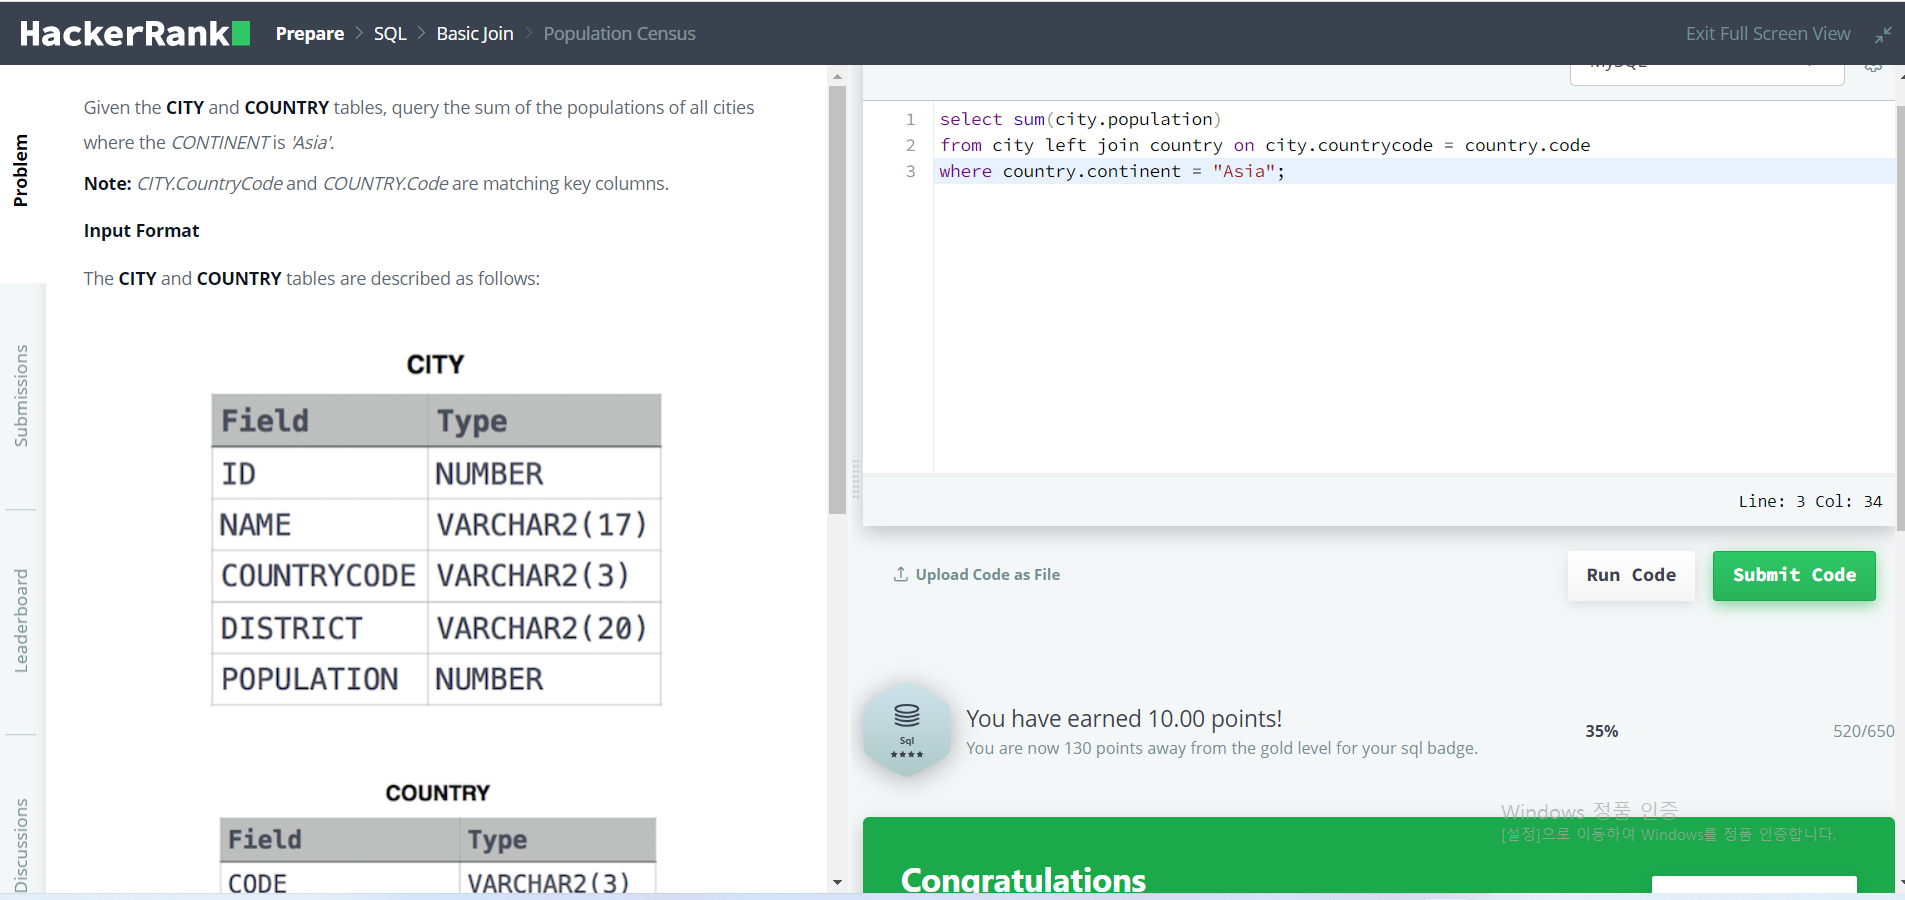 HackerRank
Prepare > SQL > Basic Join > Population Census
Exit Full Screen View
Problem
Submissions
Leaderboard
Discussions
Given the CITY and COUNTRY tables, query the sum of the populations of all cities
where the CONTINENT is 'Asia'.
Note: CITY.CountryCode and COUNTRY.Code are matching key columns.
Input Format
The CITY and COUNTRY tables are described as follows:
CITY
Field Type
ID NUMBER
NAME VARCHAR2(17)
COUNTRYCODE VARCHAR2(3)
DISTRICT VARCHAR2(20)
POPULATION NUMBER
COUNTRY
Field Type
CODE VARCHAR2(3)
MySQL
1 select sum(city.population)
2 from city left join country on city.countrycode = country.code
3 where country.continent = "Asia";
Line: 3 Col: 34
Upload Code as File
Run Code
Submit Code
Sql
You have earned 10.00 points!
You are now 130 points away from the gold level for your sql badge.
35%
520/650
Windows 정품 인증
[설정]으로 이동하여 Windows를 정품 인증합니다.
Congratulations